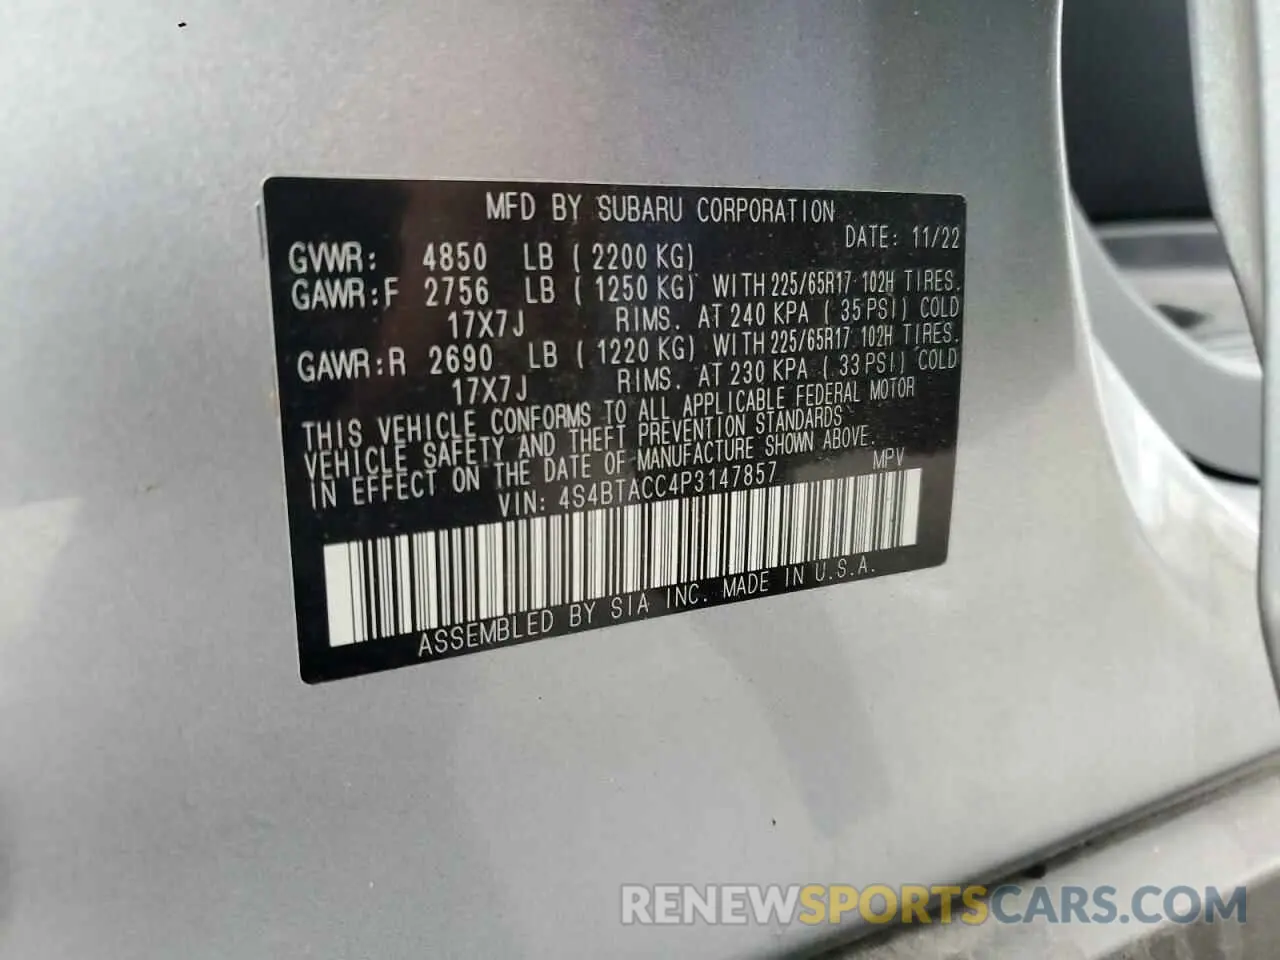 MFD BY SUBARU CORPORATION
DATE: 11/22
GVWR: 4850 LB ( 2200 KG)
GAWR:F 2756 LB ( 1250 KG) WITH 225/65R17 102H TIRES.
17X7J RIMS. AT 240 KPA ( 35 PSI) COLD
GAWR:R 2690 LB ( 1220 KG) WITH 225/65R17 102H TIRES.
17X7J RIMS. AT 230 KPA ( 33 PSI) COLD
THIS VEHICLE CONFORMS TO ALL APPLICABLE FEDERAL MOTOR
VEHICLE SAFETY AND THEFT PREVENTION STANDARDS
IN EFFECT ON THE DATE OF MANUFACTURE SHOWN ABOVE.
VIN: 4S4BTACC4P3147857 MPV
ASSEMBLED BY SIA INC. MADE IN U.S.A.
RENEWSPORTSCARS.COM